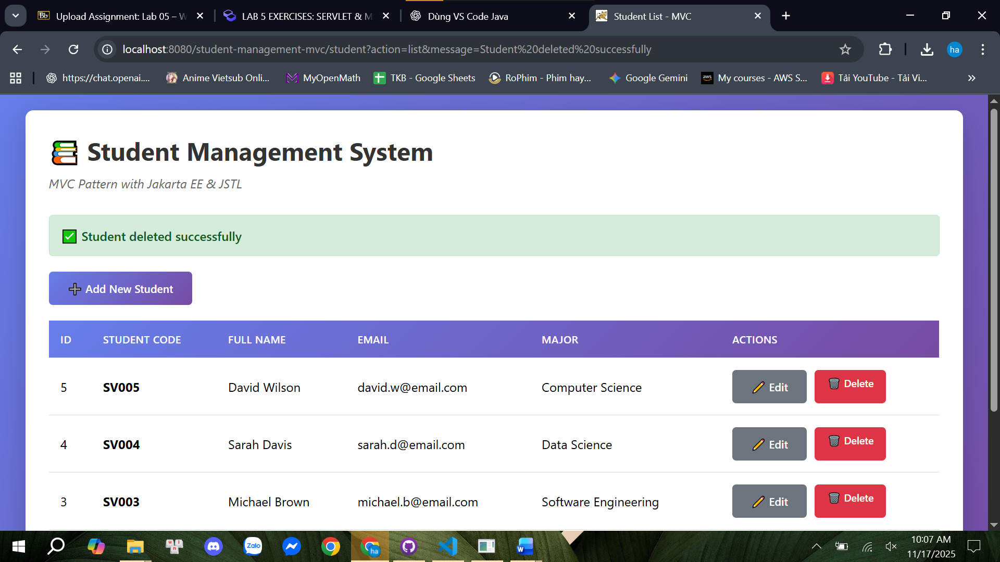 Upload Assignment: Lab 05 – W
LAB 5 EXERCISES: SERVLET & M
Dùng VS Code Java
Student List - MVC
localhost:8080/student-management-mvc/student?action=list&message=Student%20deleted%20successfully
ha
https://chat.openai....
Anime Vietsub Onli...
MyOpenMath
TKB - Google Sheets
RoPhim - Phim hay...
Google Gemini
aws
My courses - AWS S...
Tải YouTube - Tải Vi...
Student Management System
MVC Pattern with Jakarta EE & JSTL
Student deleted successfully
Add New Student
ID STUDENT CODE FULL NAME EMAIL MAJOR ACTIONS
5 SV005 David Wilson david.w@email.com Computer Science Edit Delete
4 SV004 Sarah Davis sarah.d@email.com Data Science Edit Delete
3 SV003 Michael Brown michael.b@email.com Software Engineering Edit Delete
Zalo
ha
10:07 AM
11/17/2025